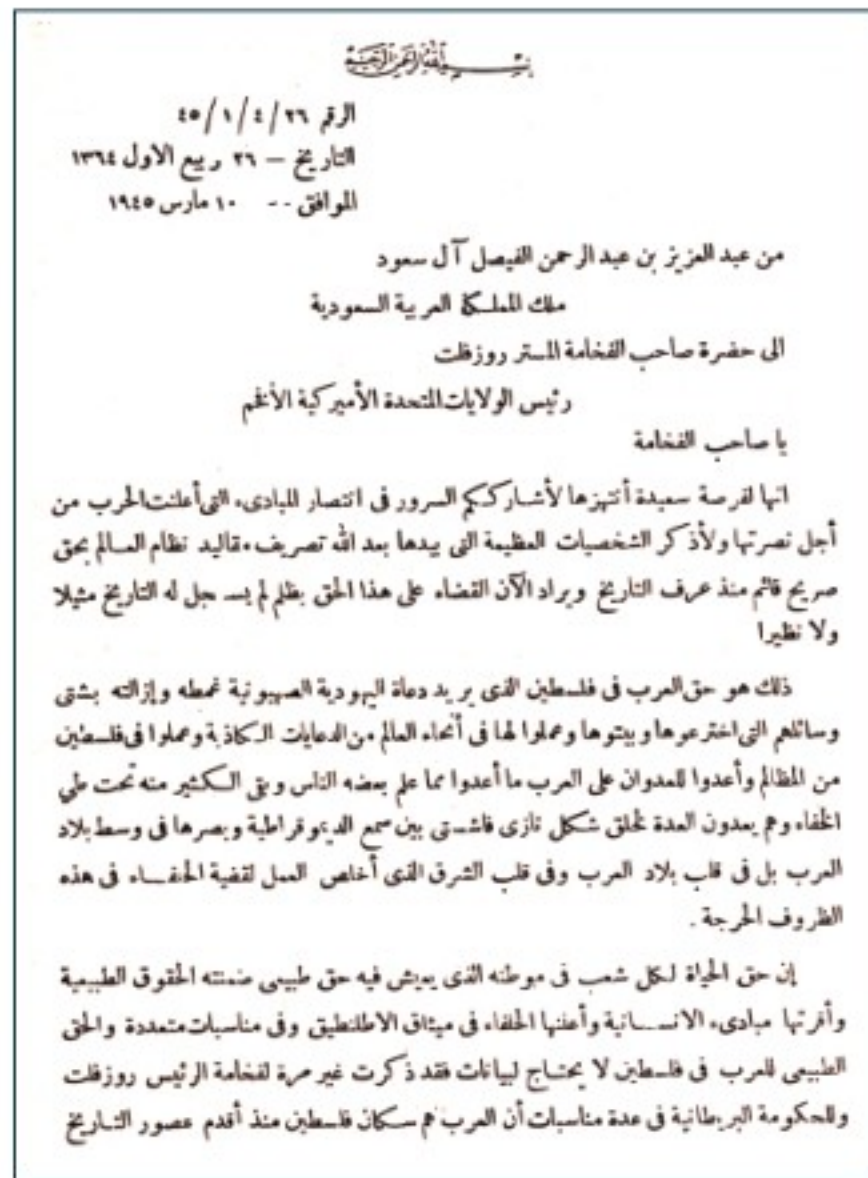 بسم الله الرحمن الرحيم
الرقم ٤٥/١/٤/٢٦
التاريخ — ٢٦ ربيع الاول ١٣٦٤
الموافق -- ١٠ مارس ١٩٤٥
من عبد العزيز بن عبد الرحمن الفيصل آل سعود
ملك المملكة العربية السعودية
الى حضرة صاحب الفخامة المستر روزفلت
رئيس الولايات المتحدة الأميركية الأفخم
يا صاحب الفخامة
انها لفرصة سعيدة أنتهزها لأشارككم السرور فى انتصار المبادىء التى أعلنت الحرب من
أجل نصرتها ولأذكر الشخصيات العظيمة التى بيدها بعد الله تصريف مقاليد نظام العالم بحق
صريح قائم منذ عرف التاريخ ويراد الآن القضاء على هذا الحق بظلم لم يسجل له التاريخ مثيلا
ولا نظيرا
ذلك هو حق العرب فى فلسطين الذى يريد دعاة اليهودية الصهيونية غمطه وإزالته بشتى
وسائلهم التى اخترعوها وبيتوها وعملوا لها فى أنحاء العالم من الدعايات الكاذبة وعملوا فى فلسطين
من المظالم وأعدوا للعدوان على العرب ما أعدوا مما علم بعضه الناس وبقى الكثير منه تحت طي
الخفاء وهم يعدون العدة لخلق شكل نازى فاشستى بين سمع الديموقراطية وبصرها فى وسط بلاد
العرب بل فى قلب بلاد العرب وفى قلب الشرق الذى أخلص العمل لقضية الحلفاء فى هذه
الظروف الحرجة .
إن حق الحياة لكل شعب فى موطنه الذى يعيش فيه حق طبيعى ضمنته الحقوق الطبيعية
وأقرتها مبادىء الانسانية وأعلنها الحلفاء فى ميثاق الاطلنطيق وفى مناسبات متعددة والحق
الطبيعى للعرب فى فلسطين لا يحتاج لبيانات فقد ذكرت غير مرة لفخامة الرئيس روزفلت
وللحكومة البريطانية فى عدة مناسبات أن العرب هم سكان فلسطين منذ أقدم عصور التاريخ